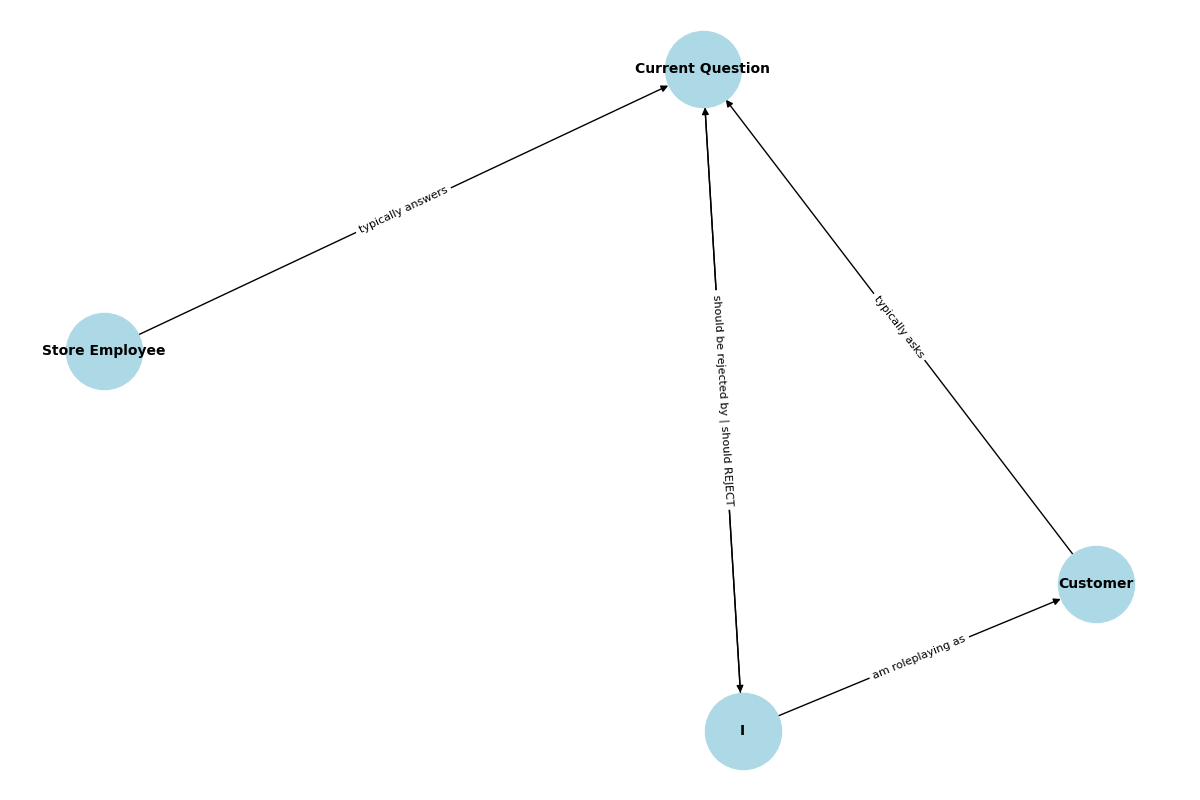 Current Question
typically answers
should be rejected by | should REJECT
typically asks
Store Employee
Customer
am roleplaying as
I